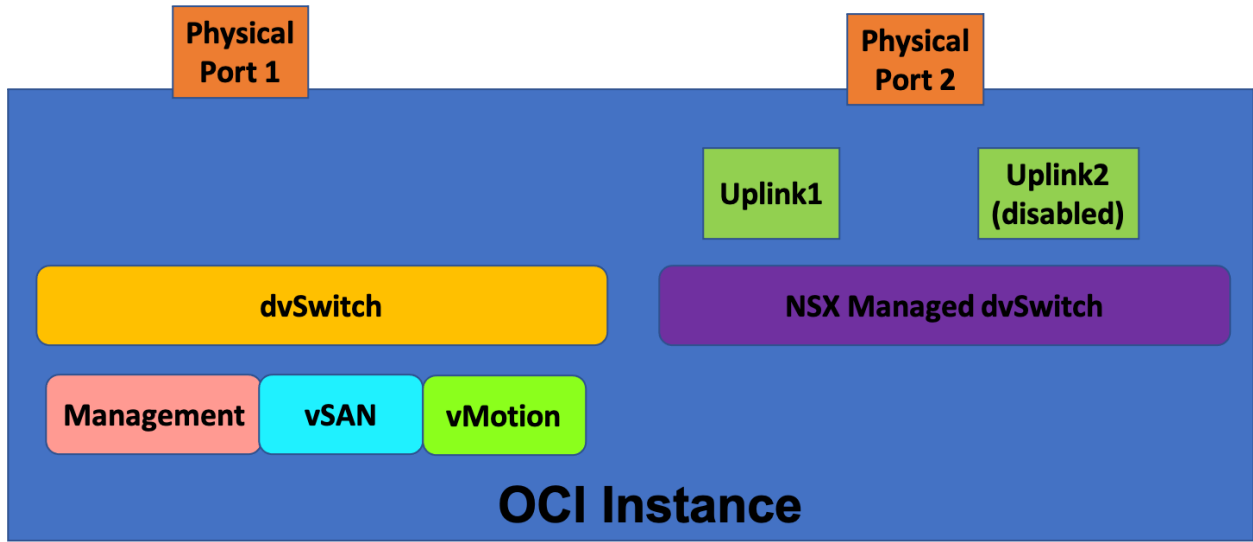 Physical
Port 1
Physical
Port 2
Uplink1
Uplink2
(disabled)
dvSwitch
NSX Managed dvSwitch
Management
vSAN
vMotion
OCI Instance